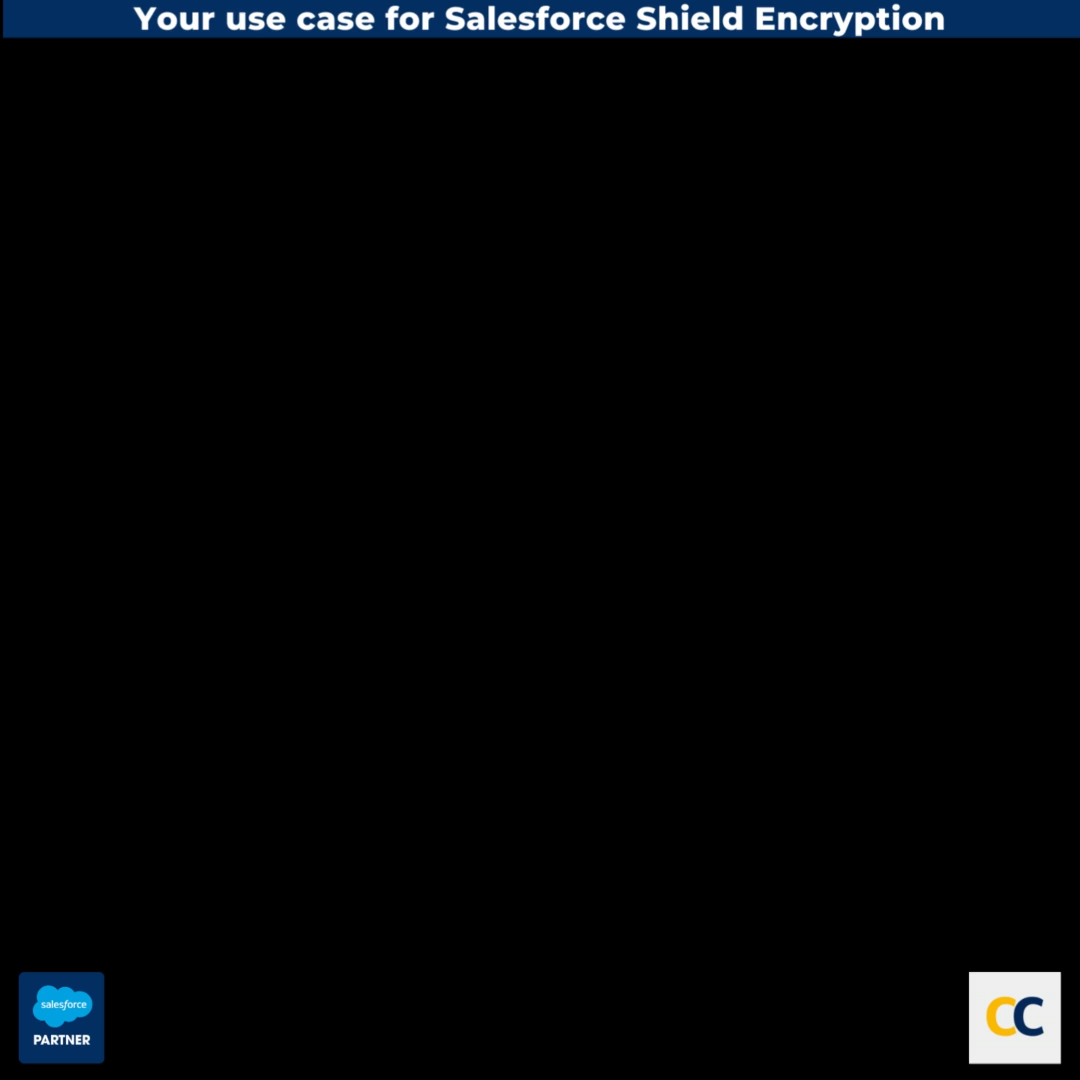 Your use case for Salesforce Shield Encryption
salesforce
PARTNER
CC